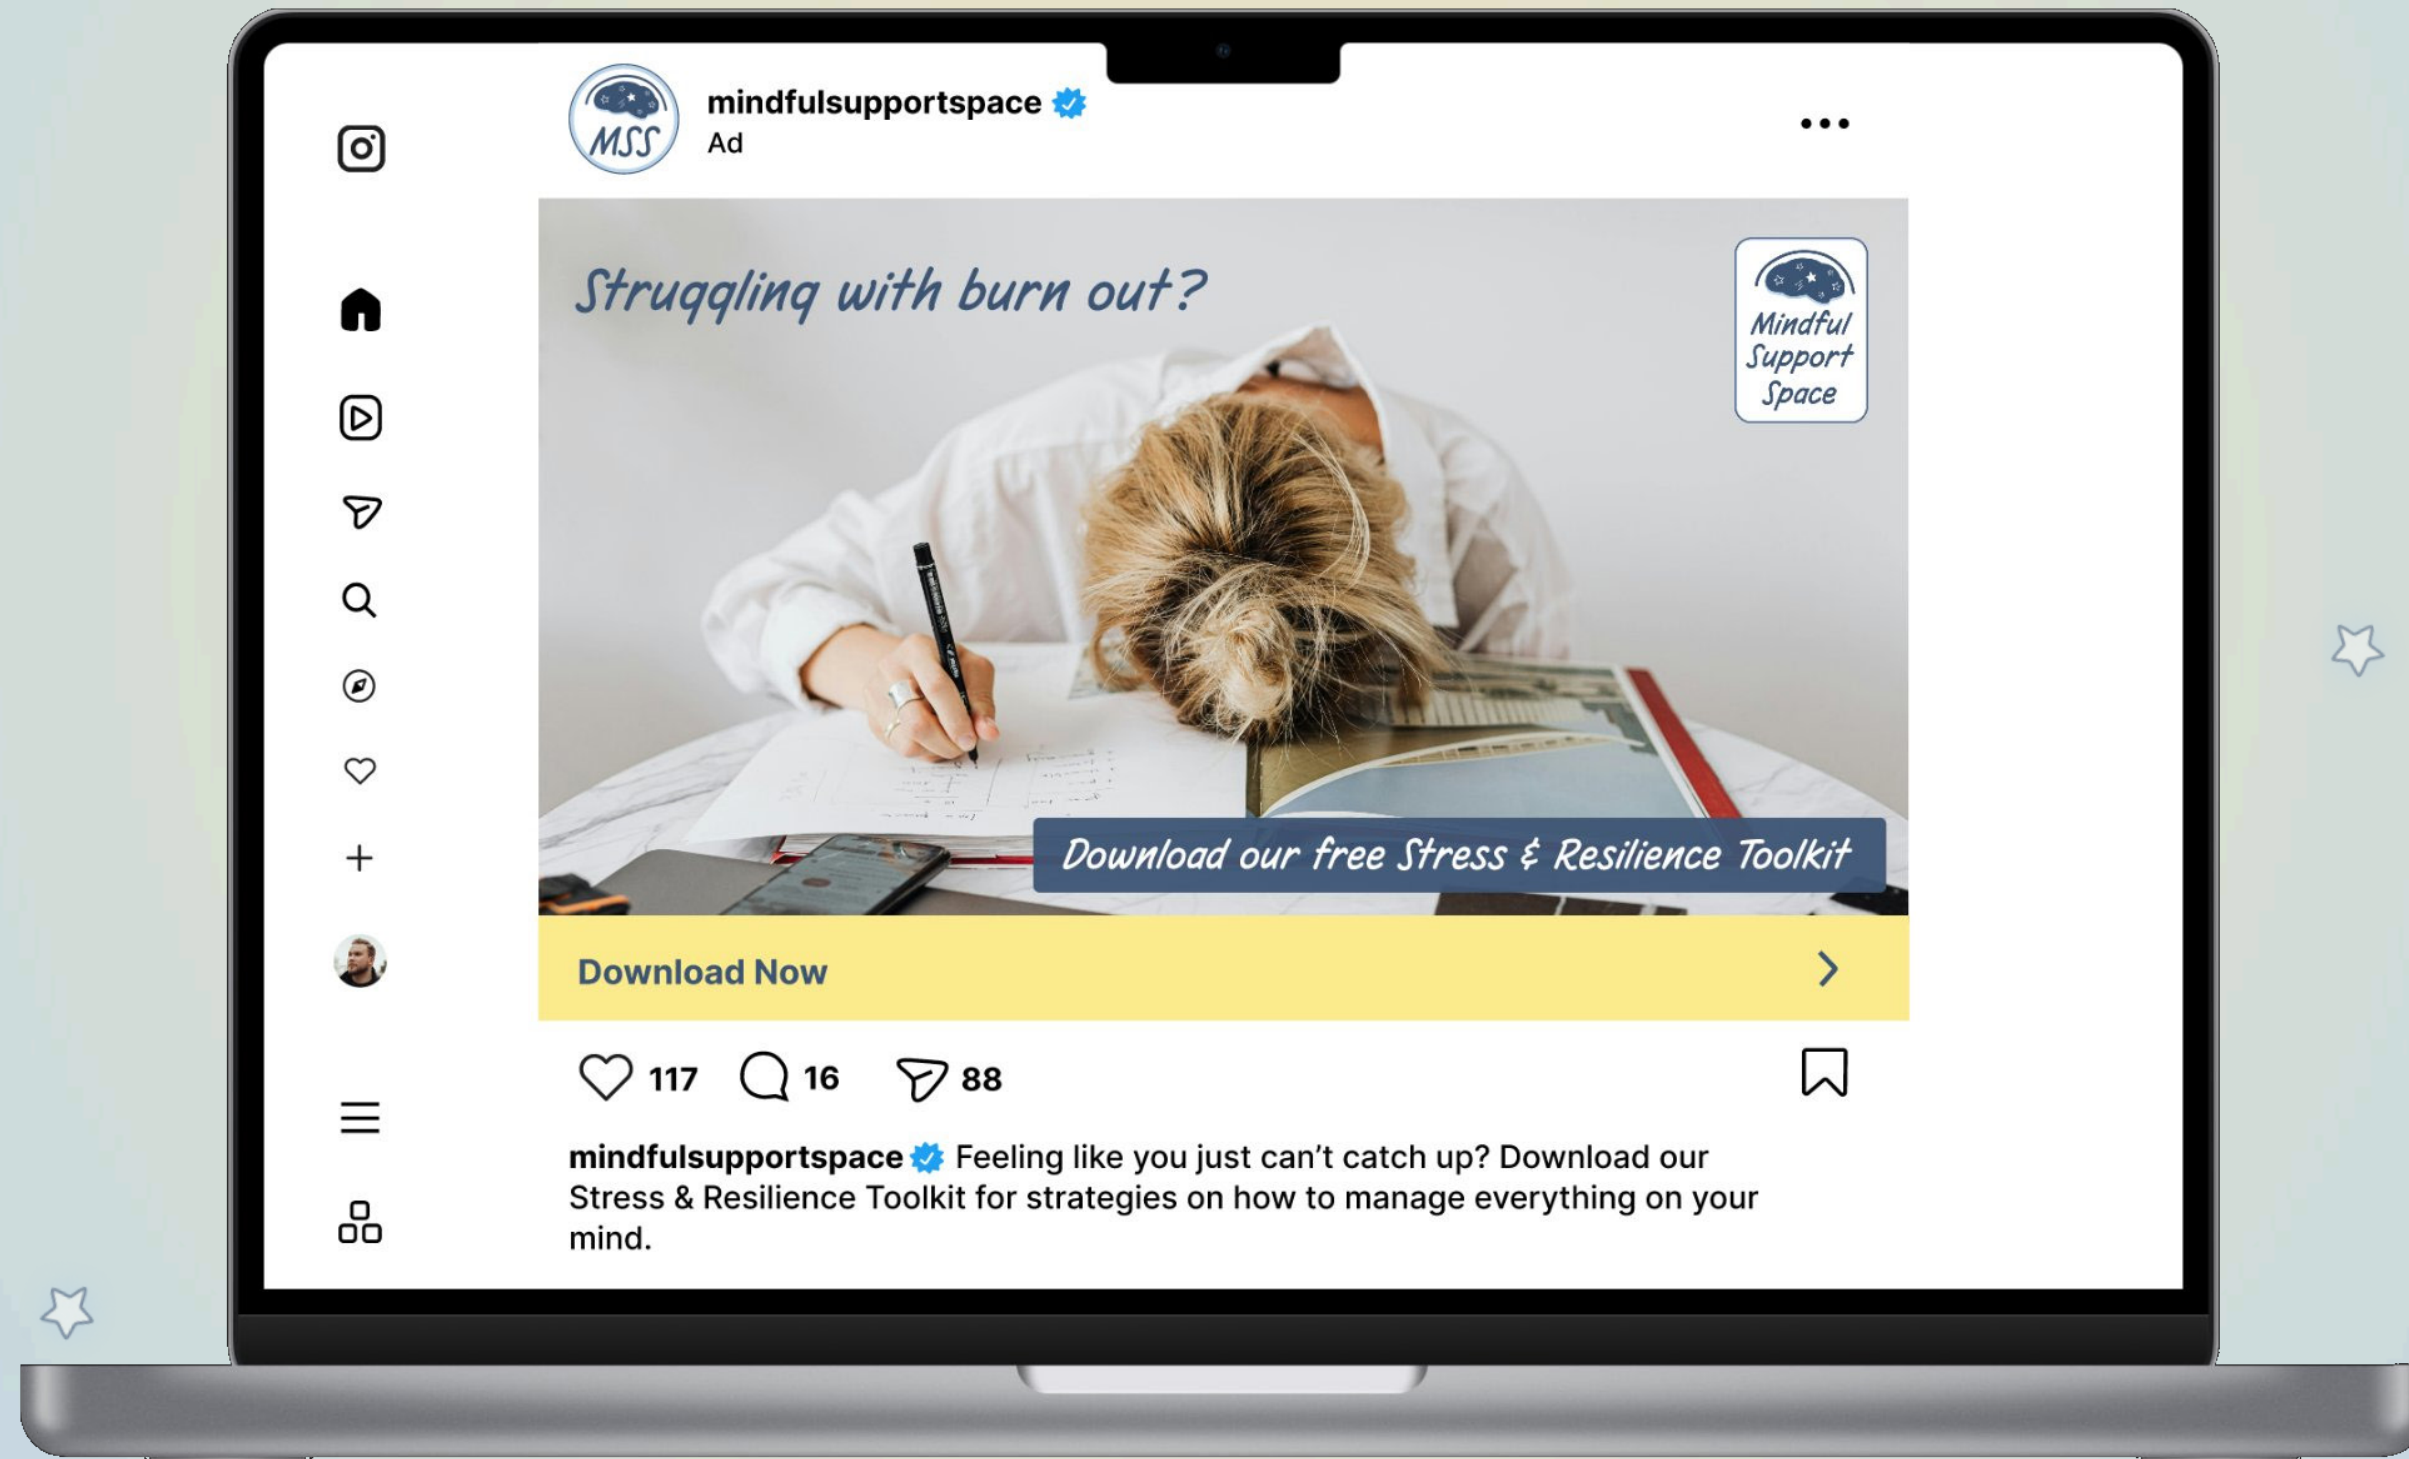 mindfulsupportspace
Ad
MSS
Struggling with burn out?
Mindful
Support
Space
Download our free Stress & Resilience Toolkit
Download Now
117 16 88
mindfulsupportspace Feeling like you just can’t catch up? Download our
Stress & Resilience Toolkit for strategies on how to manage everything on your
mind.